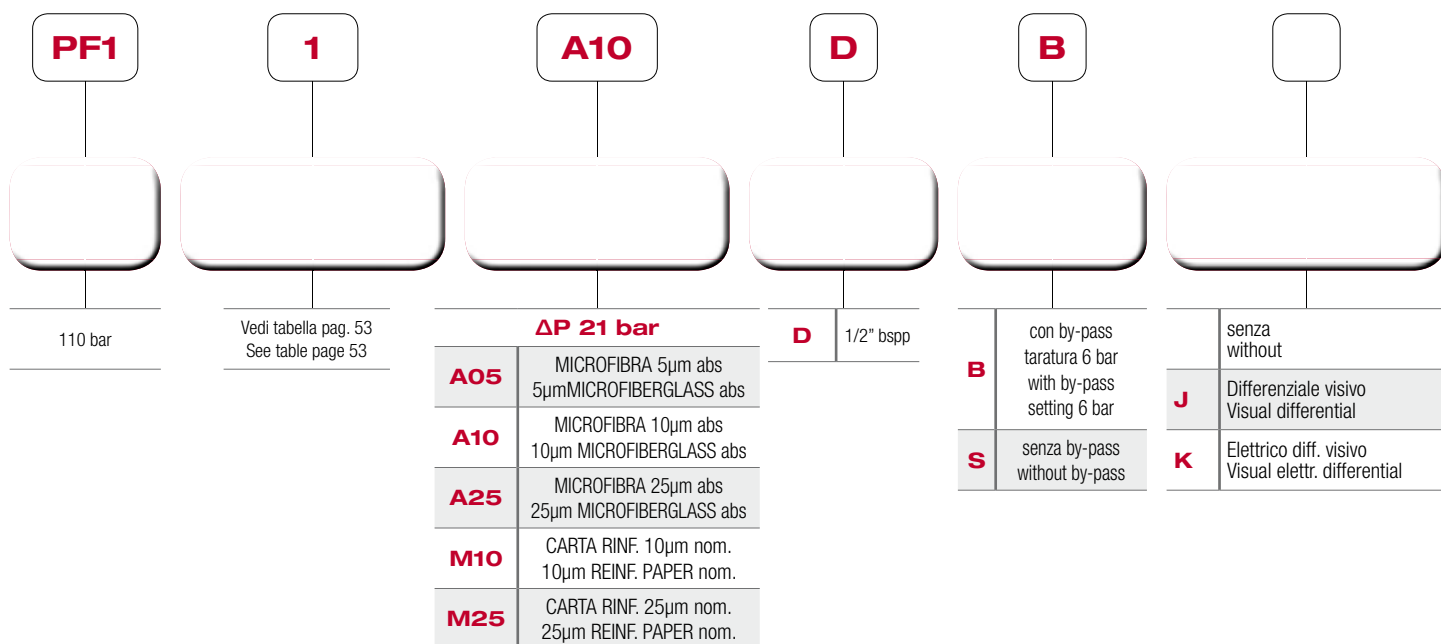 PF1
1
A10
D
B
110 bar
Vedi tabella pag. 53
See table page 53
ΔP 21 bar
A05
MICROFIBRA 5µm abs
5µmMICROFIBERGLASS abs
A10
MICROFIBRA 10µm abs
10µm MICROFIBERGLASS abs
A25
MICROFIBRA 25µm abs
25µm MICROFIBERGLASS abs
M10
CARTA RINF. 10µm nom.
10µm REINF. PAPER nom.
M25
CARTA RINF. 25µm nom.
25µm REINF. PAPER nom.
D
1/2” bspp
B
con by-pass
taratura 6 bar
with by-pass
setting 6 bar
S
senza by-pass
without by-pass
senza
without
J
Differenziale visivo
Visual differential
K
Elettrico diff. visivo
Visual elettr. differential